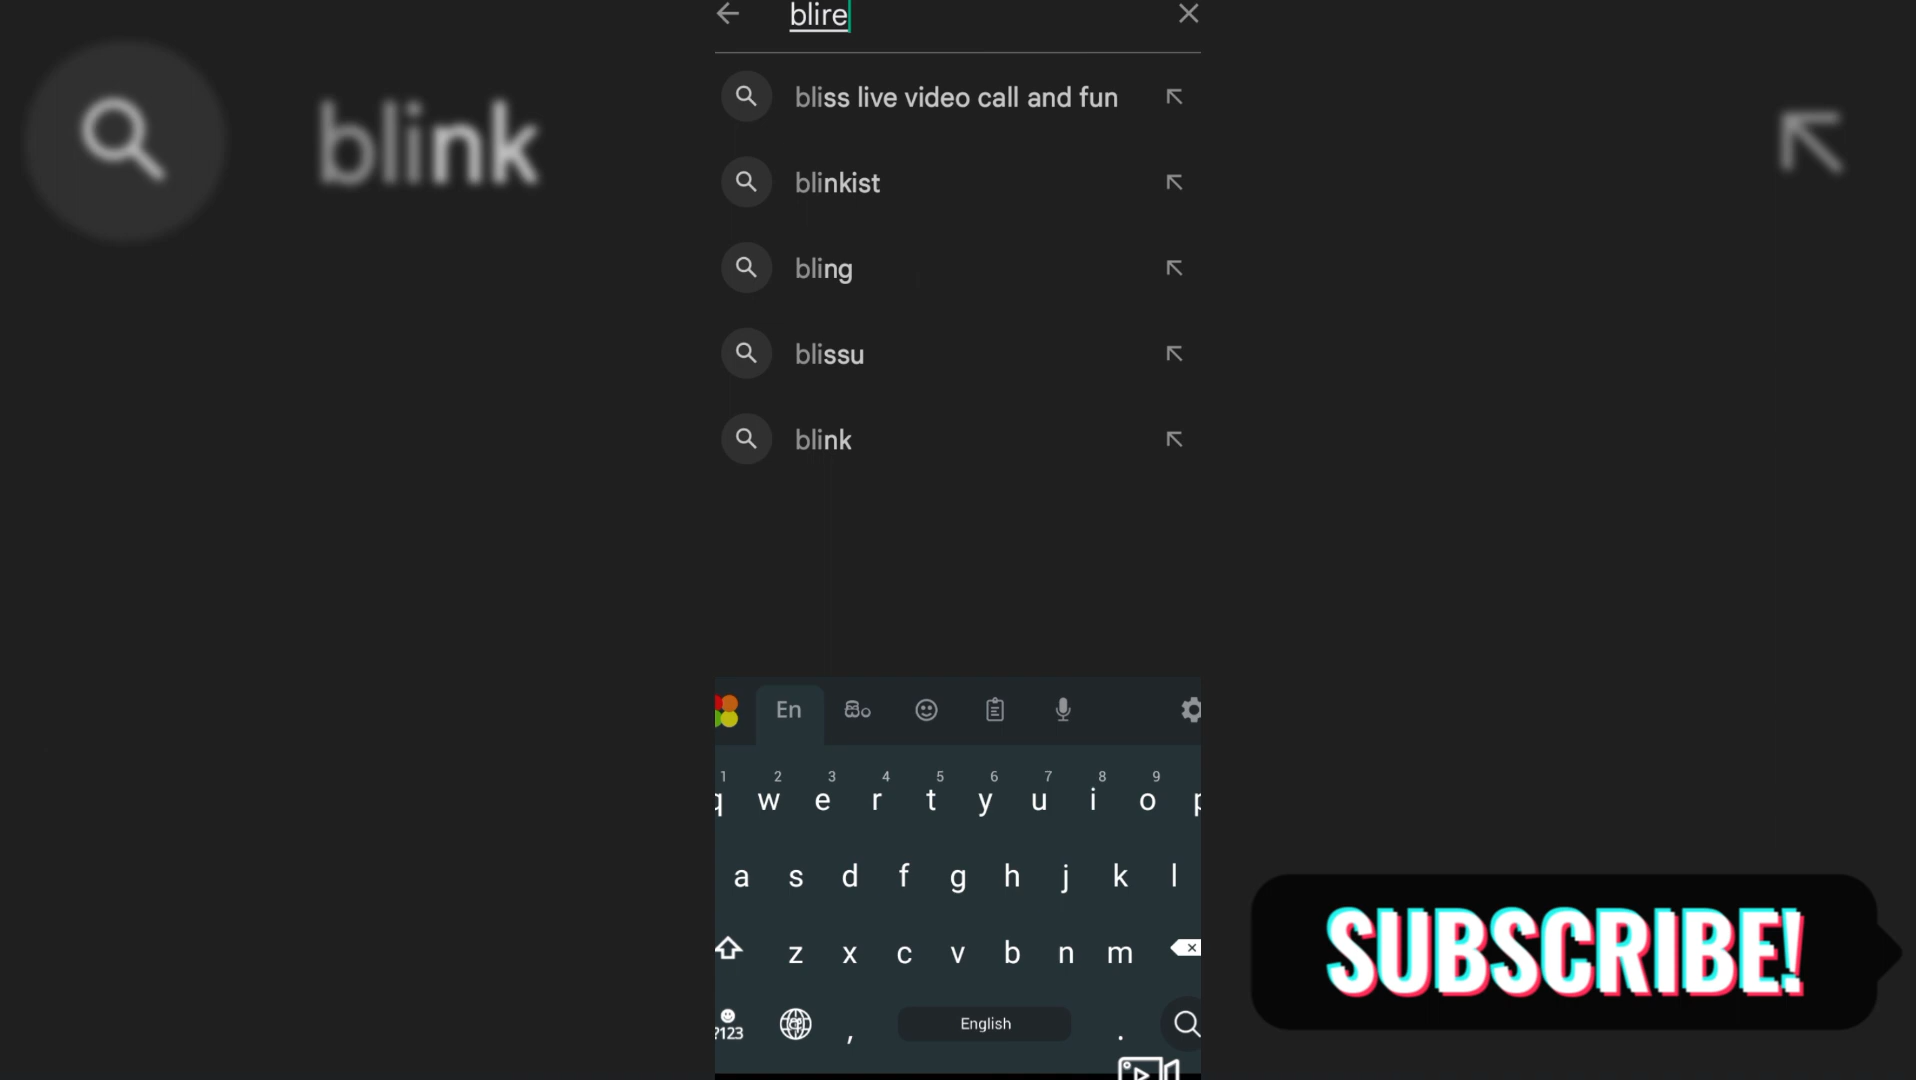 blire
blink
bliss live video call and fun
blinkist
bling
blissu
blink
En සිං
1 2 3 4 5 6 7 8 9
q w e r t y u i o p
a s d f g h j k l
z x c v b n m
?123 , English .
SUBSCRIBE!